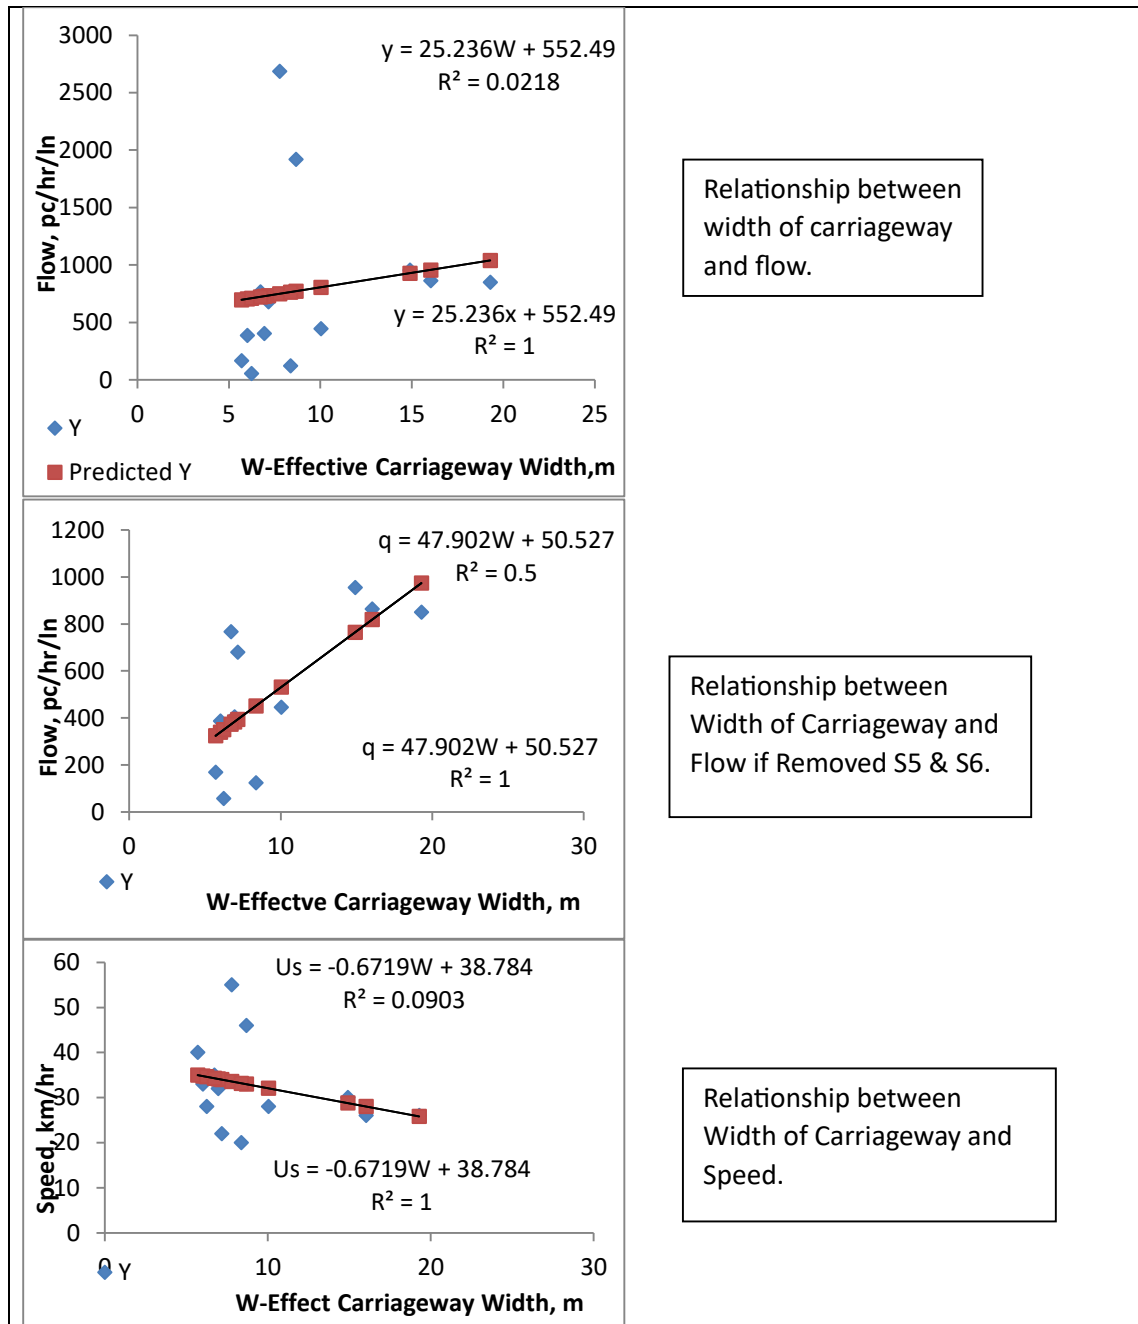 3000
2500
2000
1500
1000
500
0
Flow, pc/hr/ln
y = 25.236W + 552.49
R² = 0.0218
y = 25.236x + 552.49
R² = 1
0 5 10 15 20 25
Y
Predicted Y
W-Effective Carriageway Width,m
Relationship between
width of carriageway
and flow.
1200
1000
800
600
400
200
0
Flow, pc/hr/ln
q = 47.902W + 50.527
R² = 0.5
q = 47.902W + 50.527
R² = 1
0 10 20 30
Y
W-Effectve Carriageway Width, m
Relationship between
Width of Carriageway and
Flow if Removed S5 & S6.
60
50
40
30
20
10
0
Speed, km/hr
Us = -0.6719W + 38.784
R² = 0.0903
Us = -0.6719W + 38.784
R² = 1
0 10 20 30
Y
W-Effect Carriageway Width, m
Relationship between
Width of Carriageway and
Speed.